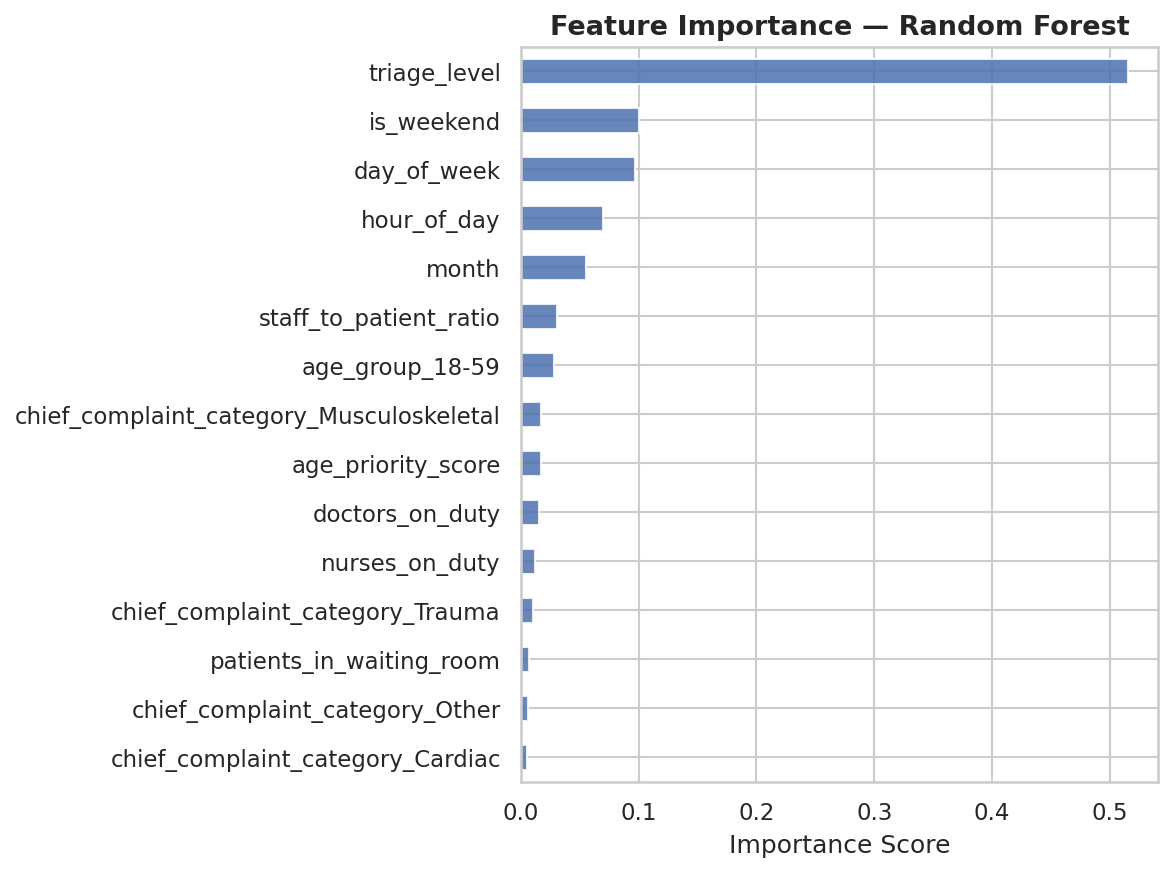 Feature Importance — Random Forest
triage_level
is_weekend
day_of_week
hour_of_day
month
staff_to_patient_ratio
age_group_18-59
chief_complaint_category_Musculoskeletal
age_priority_score
doctors_on_duty
nurses_on_duty
chief_complaint_category_Trauma
patients_in_waiting_room
chief_complaint_category_Other
chief_complaint_category_Cardiac
0.0 0.1 0.2 0.3 0.4 0.5
Importance Score